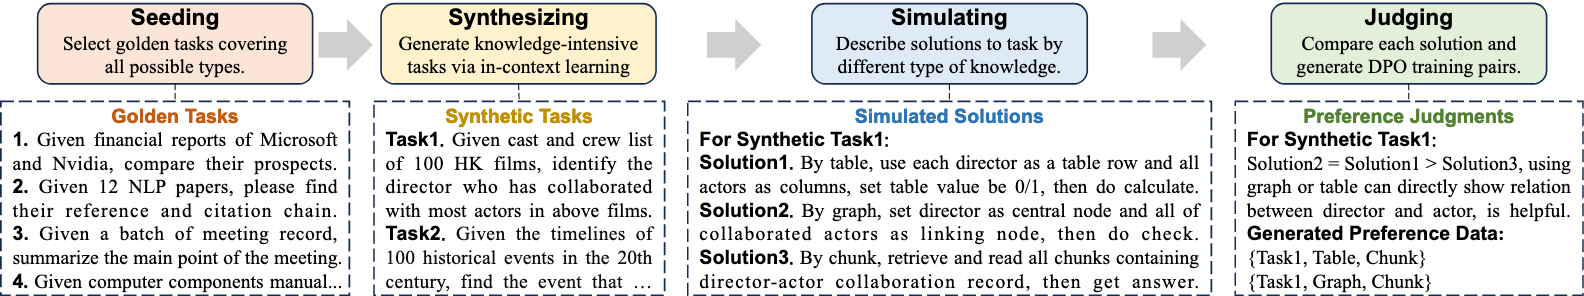 Seeding
Select golden tasks covering
all possible types.
Synthesizing
Generate knowledge-intensive
tasks via in-context learning
Simulating
Describe solutions to task by
different type of knowledge.
Judging
Compare each solution and
generate DPO training pairs.
Golden Tasks
1. Given financial reports of Microsoft
and Nvidia, compare their prospects.
2. Given 12 NLP papers, please find
their reference and citation chain.
3. Given a batch of meeting record,
summarize the main point of the meeting.
4. Given computer components manual...
Synthetic Tasks
Task1. Given cast and crew list
of 100 HK films, identify the
director who has collaborated
with most actors in above films.
Task2. Given the timelines of
100 historical events in the 20th
century, find the event that ...
Simulated Solutions
For Synthetic Task1:
Solution1. By table, use each director as a table row and all
actors as columns, set table value be 0/1, then do calculate.
Solution2. By graph, set director as central node and all of
collaborated actors as linking node, then do check.
Solution3. By chunk, retrieve and read all chunks containing
director-actor collaboration record, then get answer.
Preference Judgments
For Synthetic Task1:
Solution2 = Solution1 > Solution3, using
graph or table can directly show relation
between director and actor, is helpful.
Generated Preference Data:
{Task1, Table, Chunk}
{Task1, Graph, Chunk}